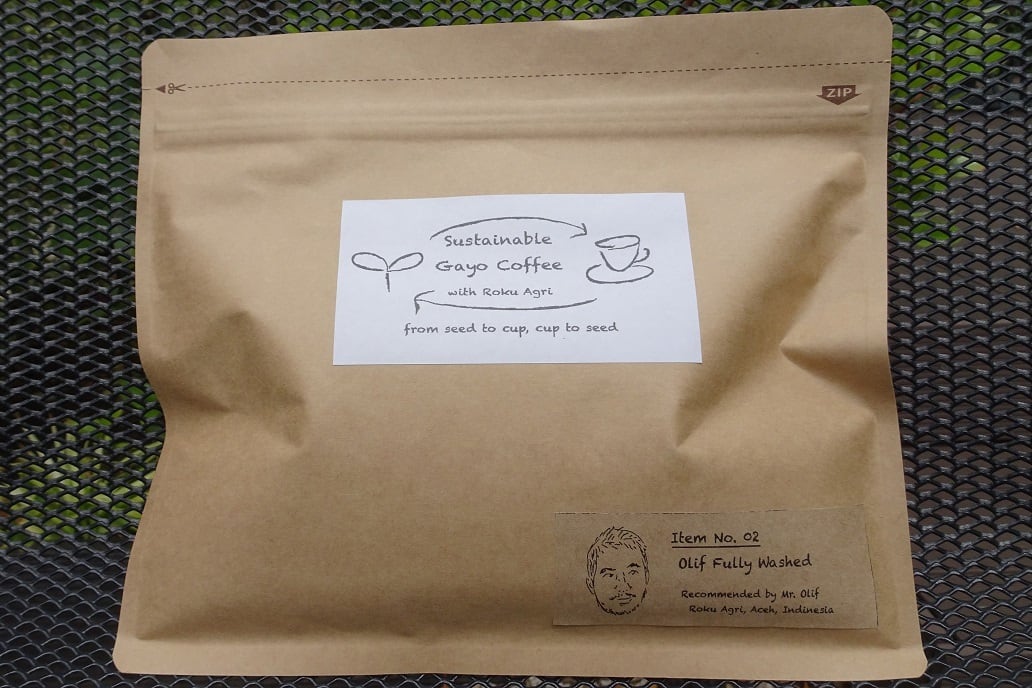 ZIP
Sustainable
Gayo Coffee
with Roku Agri
from seed to cup, cup to seed
Item No. 02
Olif Fully Washed
Recommended by Mr. Olif
Roku Agri, Aceh, Indinesia